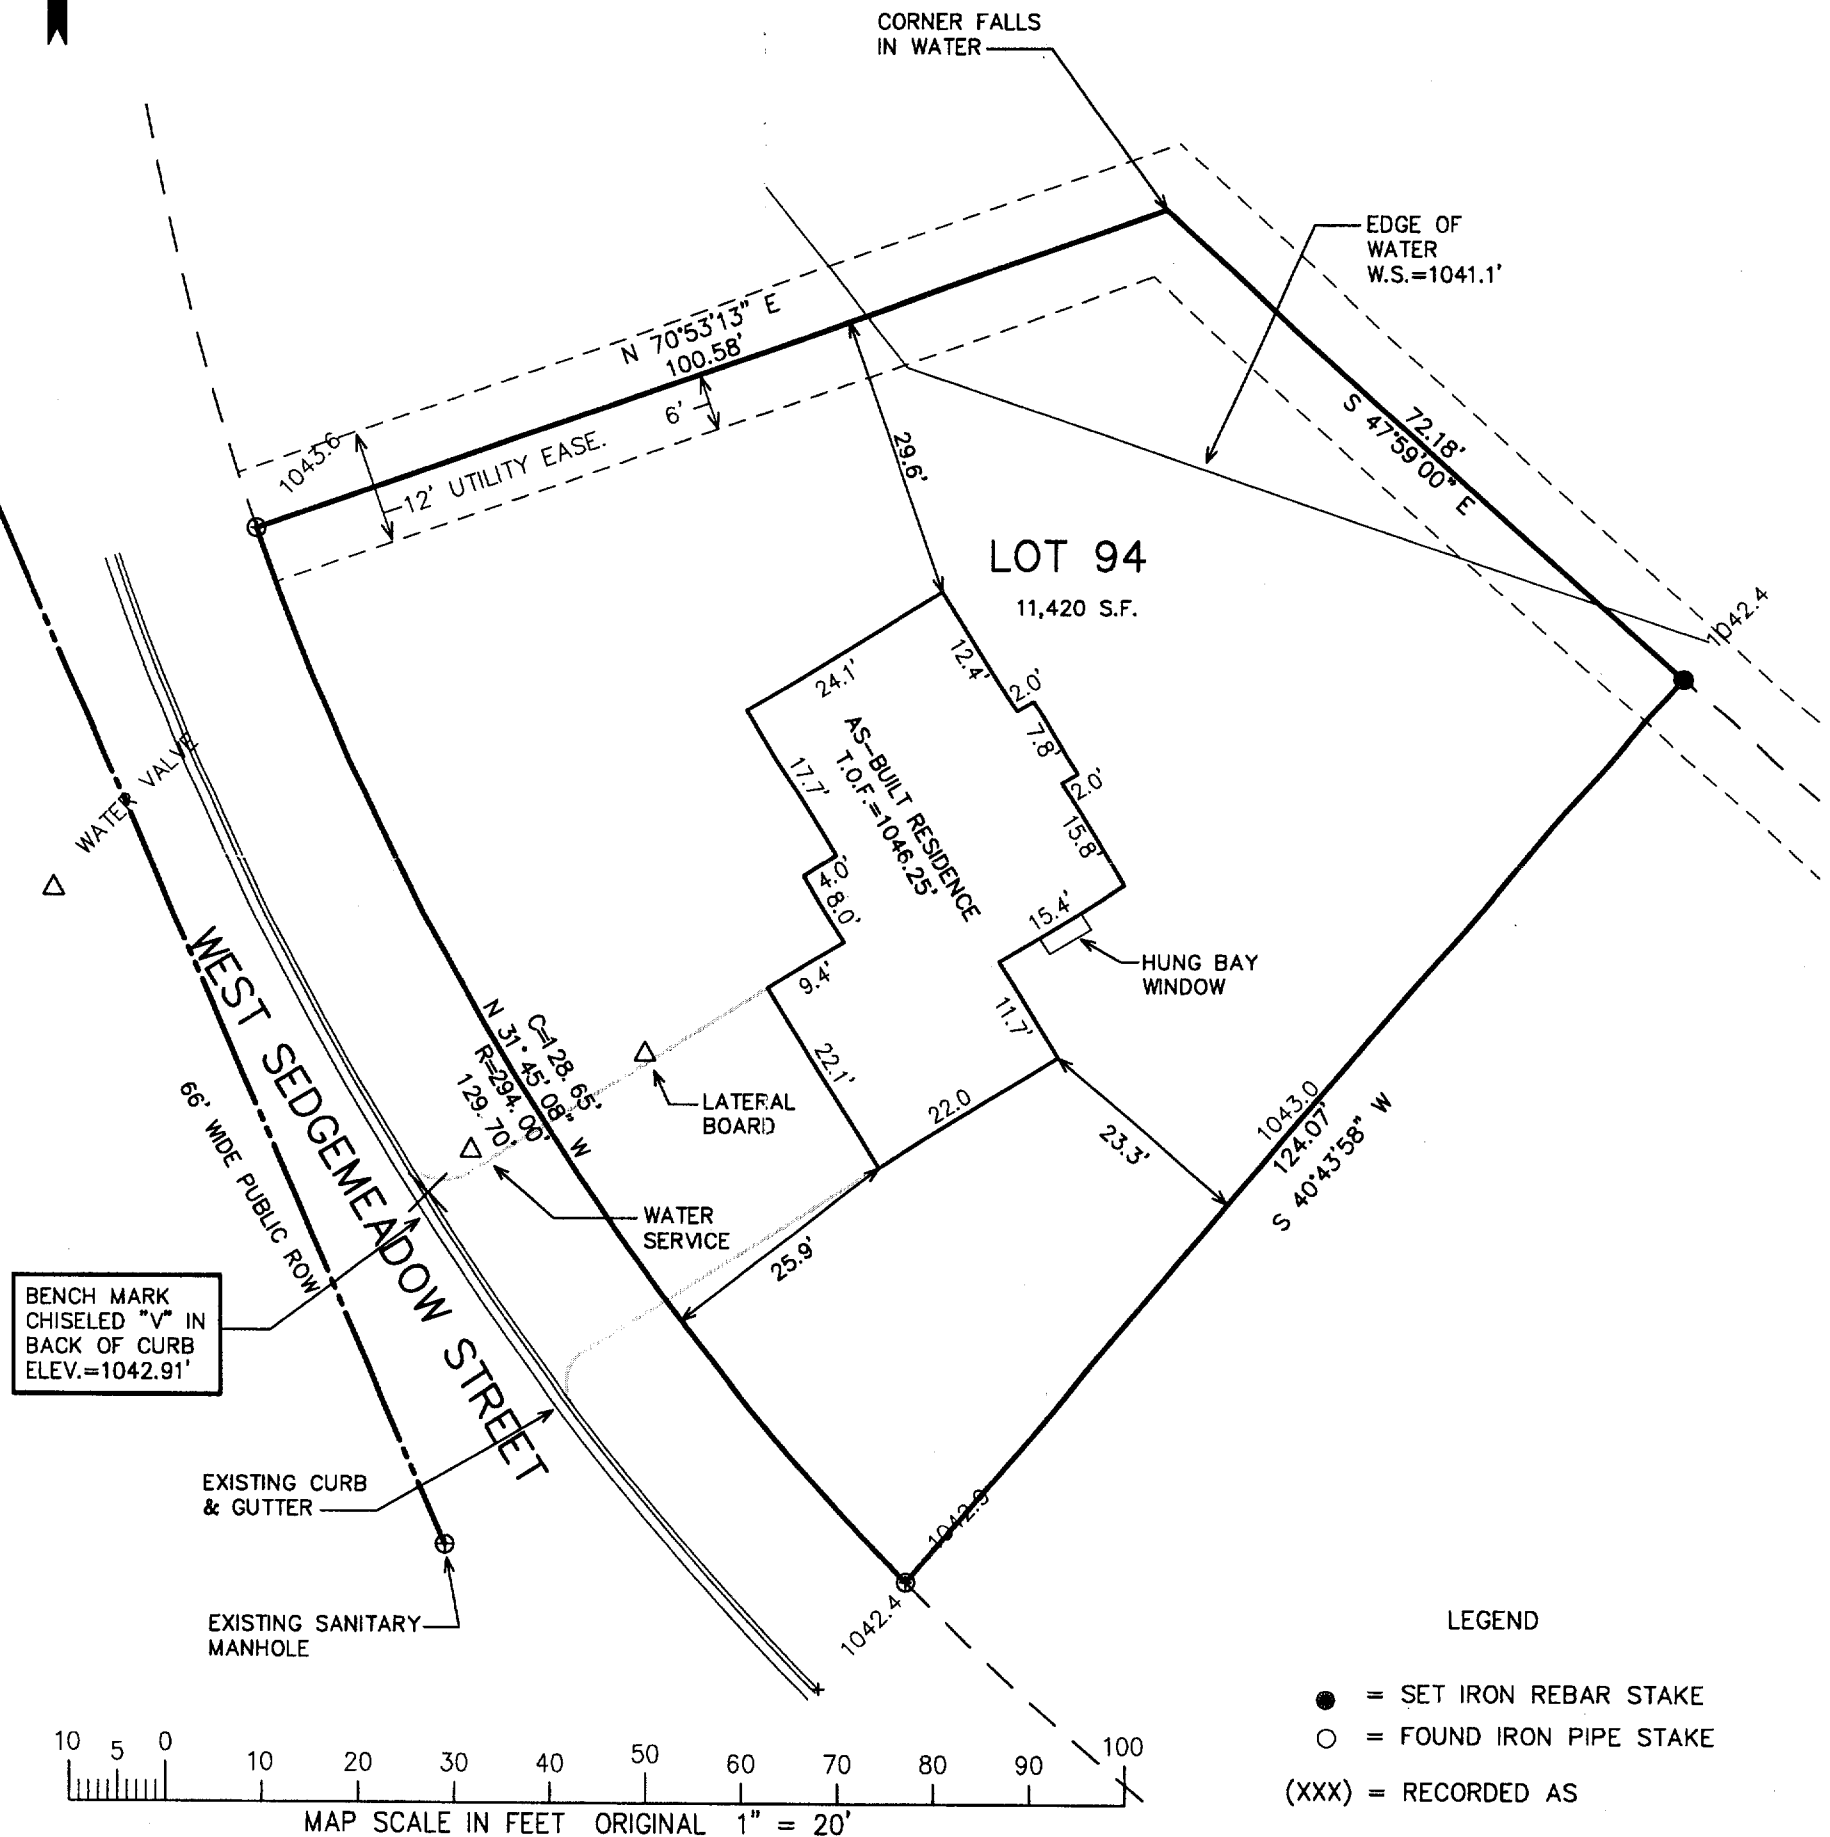 CORNER FALLS
IN WATER
EDGE OF
WATER
W.S.=1041.1'
N 70°53'13" E
100.58'
6'
1043.6
12' UTILITY EASE.
29.6'
72.18'
S 47°59'00" E
LOT 94
11,420 S.F.
1042.4
12.4'
2.0'
24.1'
7.8'
2.0'
17.7'
AS-BUILT RESIDENCE
T.O.F.=1046.25'
15.8'
4.0'
8.0'
15.4'
9.4'
HUNG BAY
WINDOW
11.7'
22.1'
22.0
WATER VALVE
WEST SEDGEMEADOW STREET
66' WIDE PUBLIC ROW
C=128.65'
N 31°45'08" W
R=294.00'
129.70'
LATERAL
BOARD
WATER
SERVICE
23.3'
1043.0
124.07'
S 40°43'58" W
25.9'
BENCH MARK
CHISELED "V" IN
BACK OF CURB
ELEV.=1042.91'
EXISTING CURB
& GUTTER
1042.9
EXISTING SANITARY
MANHOLE
1042.4
LEGEND
= SET IRON REBAR STAKE
= FOUND IRON PIPE STAKE
(XXX) = RECORDED AS
10 5 0 10 20 30 40 50 60 70 80 90 100
MAP SCALE IN FEET ORIGINAL 1" = 20'